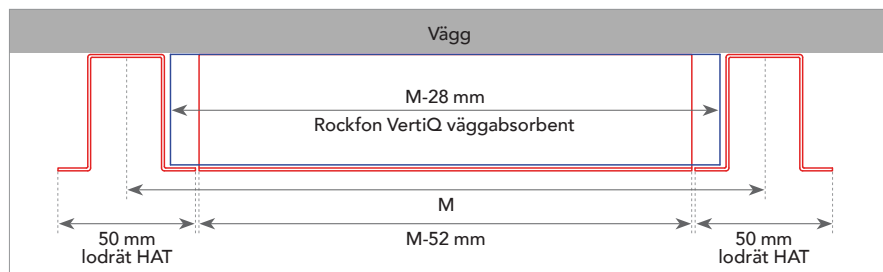 Vägg
M-28 mm
Rockfon VertiQ väggabsorbent
M
50 mm
lodrät HAT
M-52 mm
50 mm
lodrät HAT